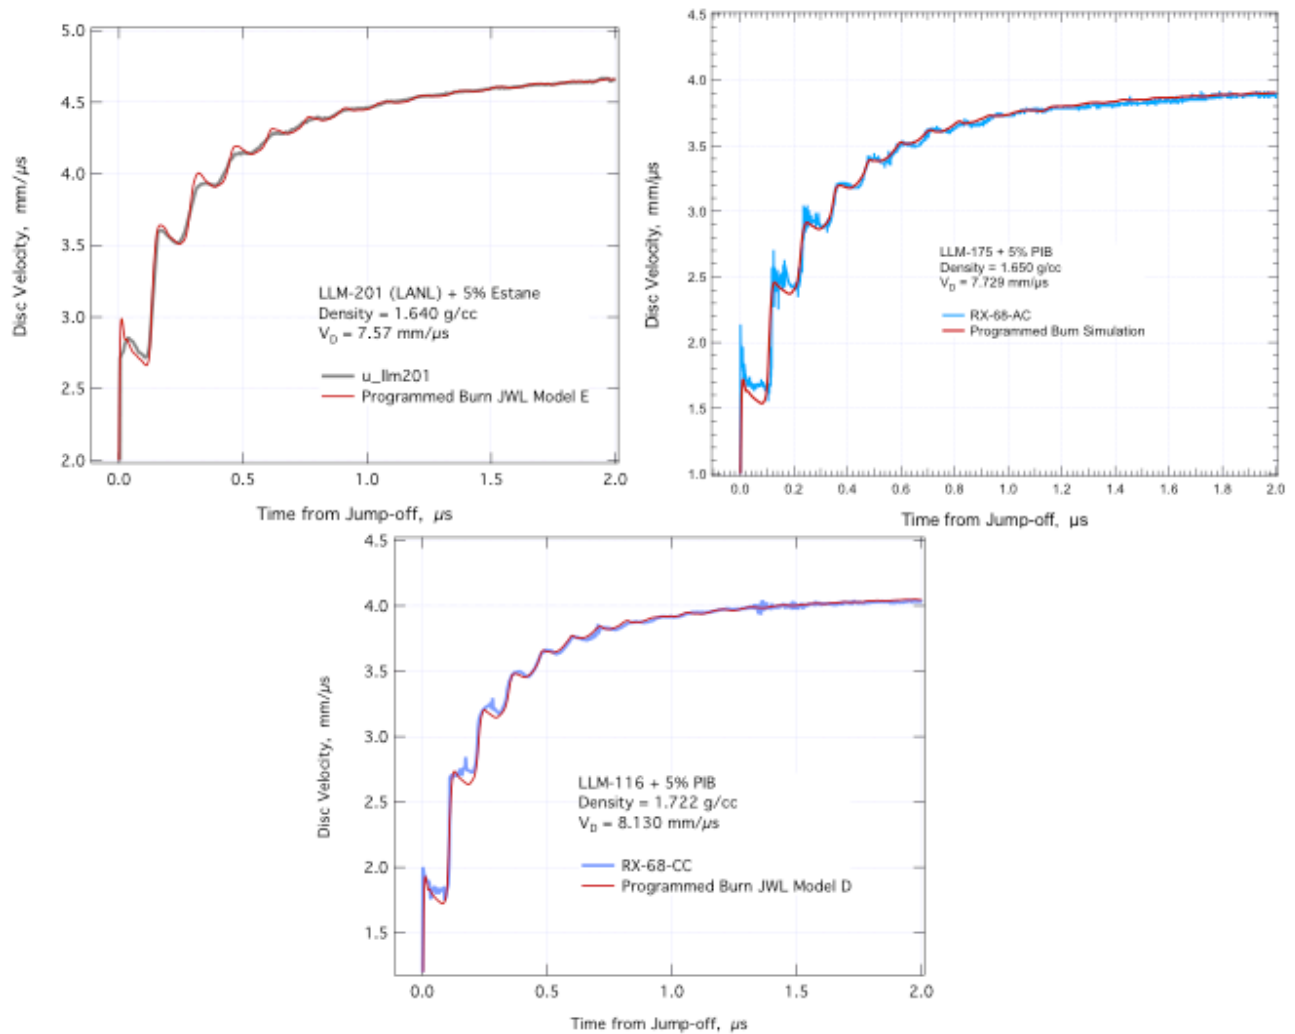 5.0
4.5
4.0
3.5
3.0
2.5
2.0
Disc Velocity, mm/µs
LLM-201 (LANL) + 5% Estane
Density = 1.640 g/cc
V_D = 7.57 mm/µs
u_llm201
Programmed Burn JWL Model E
0.0 0.5 1.0 1.5 2.0
Time from Jump-off, µs
4.5
4.0
3.5
3.0
2.5
2.0
1.5
1.0
Disc Velocity, mm/µs
LLM-175 + 5% PIB
Density = 1.650 g/cc
V_D = 7.729 mm/µs
RX-68-AC
Programmed Burn Simulation
0.0 0.2 0.4 0.6 0.8 1.0 1.2 1.4 1.6 1.8 2.0
Time from Jump-off, µs
4.5
4.0
3.5
3.0
2.5
2.0
1.5
Disc Velocity, mm/µs
LLM-116 + 5% PIB
Density = 1.722 g/cc
V_D = 8.130 mm/µs
RX-68-CC
Programmed Burn JWL Model D
0.0 0.5 1.0 1.5 2.0
Time from Jump-off, µs